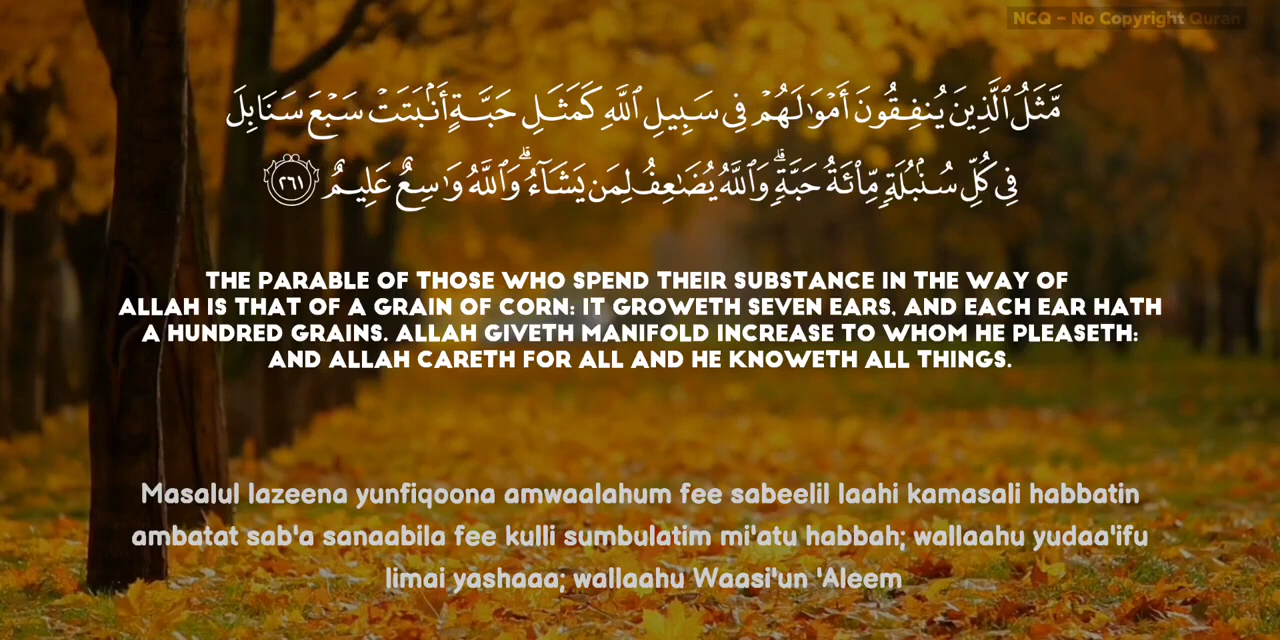 NCQ - No Copyright Quran
مَّثَلُ ٱلَّذِينَ يُنفِقُونَ أَمْوَٰلَهُمْ فِى سَبِيلِ ٱللَّهِ كَمَثَلِ حَبَّةٍ أَنۢبَتَتْ سَبْعَ سَنَابِلَ
فِى كُلِّ سُنۢبُلَةٍ مِّا۟ئَةُ حَبَّةٍ ۗ وَٱللَّهُ يُضَٰعِفُ لِمَن يَشَآءُ ۗ وَٱللَّهُ وَٰسِعٌ عَلِيمٌ ٢٦١
THE PARABLE OF THOSE WHO SPEND THEIR SUBSTANCE IN THE WAY OF
ALLAH IS THAT OF A GRAIN OF CORN: IT GROWETH SEVEN EARS, AND EACH EAR HATH
A HUNDRED GRAINS. ALLAH GIVETH MANIFOLD INCREASE TO WHOM HE PLEASETH:
AND ALLAH CARETH FOR ALL AND HE KNOWETH ALL THINGS.
Masalul lazeena yunfiqoona amwaalahum fee sabeelil laahi kamasali habbatin
ambatat sab'a sanaabila fee kulli sumbulatim mi'atu habbah; wallaahu yudaa'ifu
limai yashaaa; wallaahu Waasi'un 'Aleem